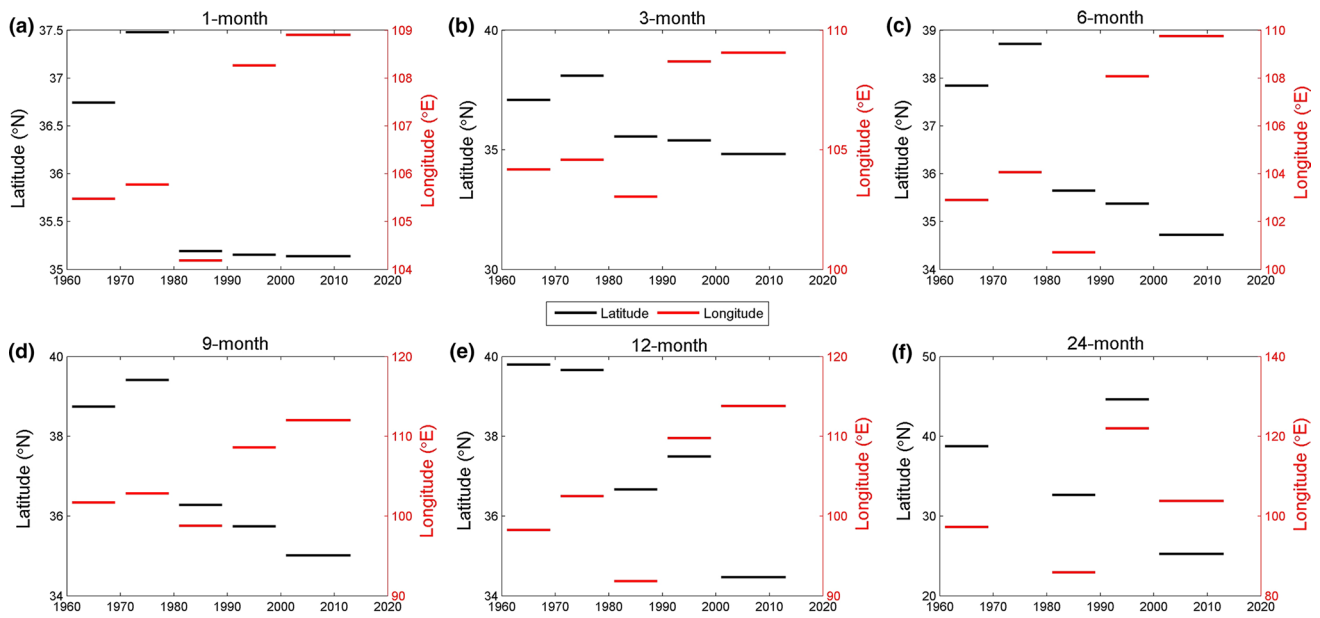 (a) 1-month
37.5
37
36.5
36
35.5
35
Latitude (°N)
109
108
107
106
105
104
Longitude (°E)
1960 1970 1980 1990 2000 2010 2020
(b) 3-month
40
35
30
Latitude (°N)
110
105
100
Longitude (°E)
1960 1970 1980 1990 2000 2010 2020
(c) 6-month
39
38
37
36
35
34
Latitude (°N)
110
108
106
104
102
100
Longitude (°E)
1960 1970 1980 1990 2000 2010 2020
Latitude Longitude
(d) 9-month
40
38
36
34
Latitude (°N)
120
110
100
90
Longitude (°E)
1960 1970 1980 1990 2000 2010 2020
(e) 12-month
40
38
36
34
Latitude (°N)
120
110
100
90
Longitude (°E)
1960 1970 1980 1990 2000 2010 2020
(f) 24-month
50
40
30
20
Latitude (°N)
140
120
100
80
Longitude (°E)
1960 1970 1980 1990 2000 2010 2020